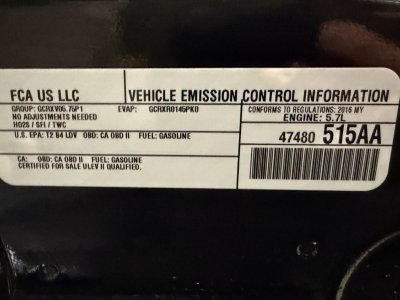 FCA US LLC
VEHICLE EMISSION CONTROL INFORMATION
GROUP: GCRXV05.75P1 EVAP: GCRXR0145PK0
CONFORMS TO REGULATIONS: 2016 MY
NO ADJUSTMENTS NEEDED
ENGINE: 5.7L
HO2S / SFI / TWC
47480 515AA
U.S. EPA: T2 B4 LDV OBD: CA OBD II FUEL: GASOLINE
CA: OBD: CA OBD II FUEL: GASOLINE
CERTIFIED FOR SALE ULEV II QUALIFIED.